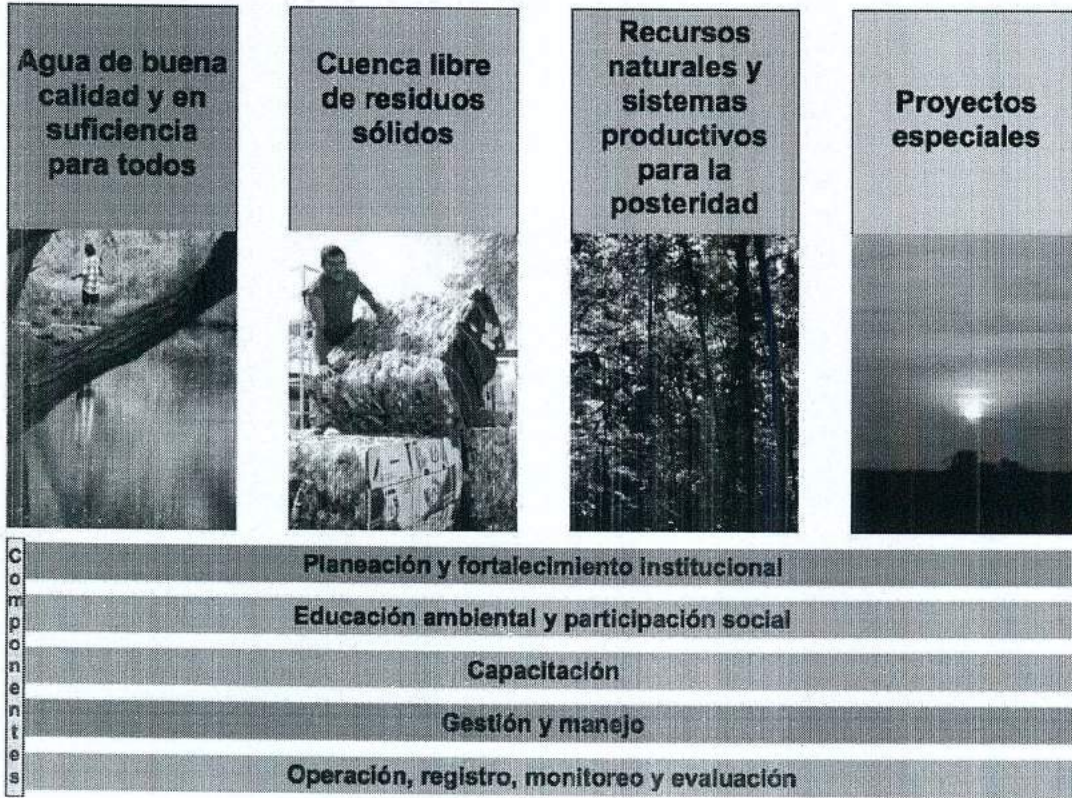 Agua de buena
calidad y en
suficiencia
para todos
Cuenca libre
de residuos
sólidos
Recursos
naturales y
sistemas
productivos
para la
posteridad
Proyectos
especiales
Componentes
Planeación y fortalecimiento institucional
Educación ambiental y participación social
Capacitación
Gestión y manejo
Operación, registro, monitoreo y evaluación